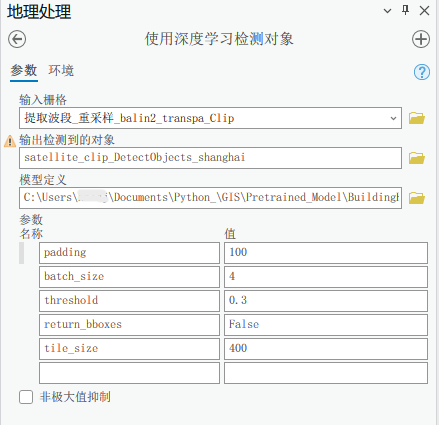 地理处理
使用深度学习检测对象
参数 环境
输入栅格
提取波段_重采样_balin2_transpa_Clip
输出检测到的对象
satellite_clip_DetectObjects_shanghai
模型定义
C:\Users\ j\Documents\Python_\GIS\Pretrained_Model\Building
参数
名称 值
padding 100
batch_size 4
threshold 0.3
return_bboxes False
tile_size 400
非极大值抑制